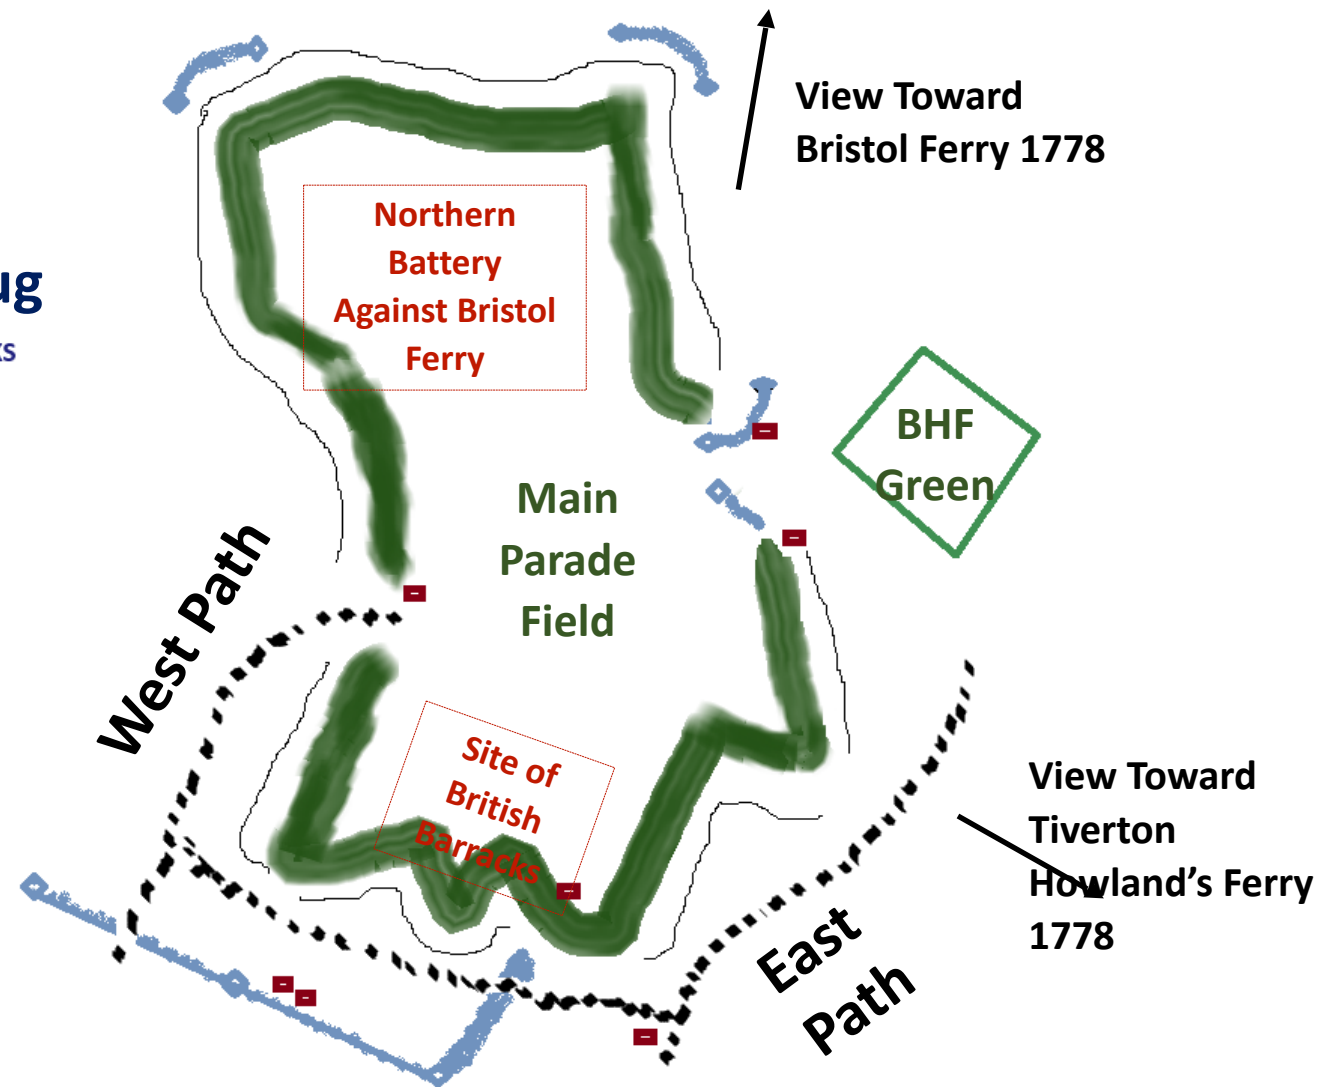 View Toward
Bristol Ferry 1778
Northern
Battery
Against Bristol
Ferry
BHF
Green
Main
Parade
Field
West Path
Site of
British
Barracks
View Toward
Tiverton
Howland's Ferry
1778
East
Path